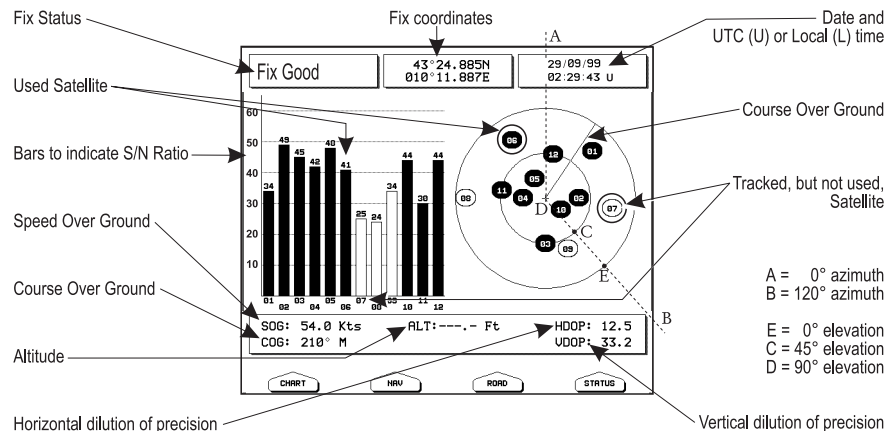 Fix Status
Fix coordinates
Date and
UTC (U) or Local (L) time
A
Fix Good
43°24.885N
010°11.887E
29/09/99
02:29:43 U
Used Satellite
Course Over Ground
Bars to indicate S/N Ratio
60
50
40
30
20
10
34
49
45
42
48
41
25
24
34
44
30
44
01
02
03
04
05
06
07
08
09
10
11
12
06
12
01
05
11
04
02
08
07
D
10
C
03
09
E
B
Tracked, but not used,
Satellite
Speed Over Ground
Course Over Ground
A = 0° azimuth
B = 120° azimuth
E = 0° elevation
C = 45° elevation
D = 90° elevation
SOG: 54.0 Kts
ALT:---.- Ft
HDOP: 12.5
COG: 210° M
VDOP: 33.2
Altitude
CHART
NAV
ROAD
STATUS
Horizontal dilution of precision
Vertical dilution of precision